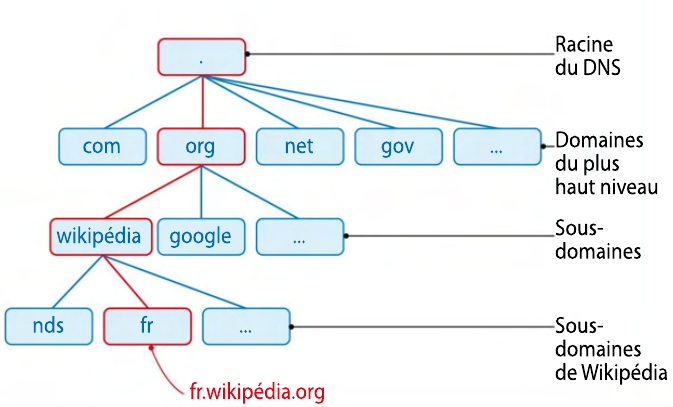 .
Racine
du DNS
com
org
net
gov
...
Domaines
du plus
haut niveau
wikipédia
google
...
Sous-
domaines
nds
fr
...
Sous-
domaines
de Wikipédia
fr.wikipédia.org